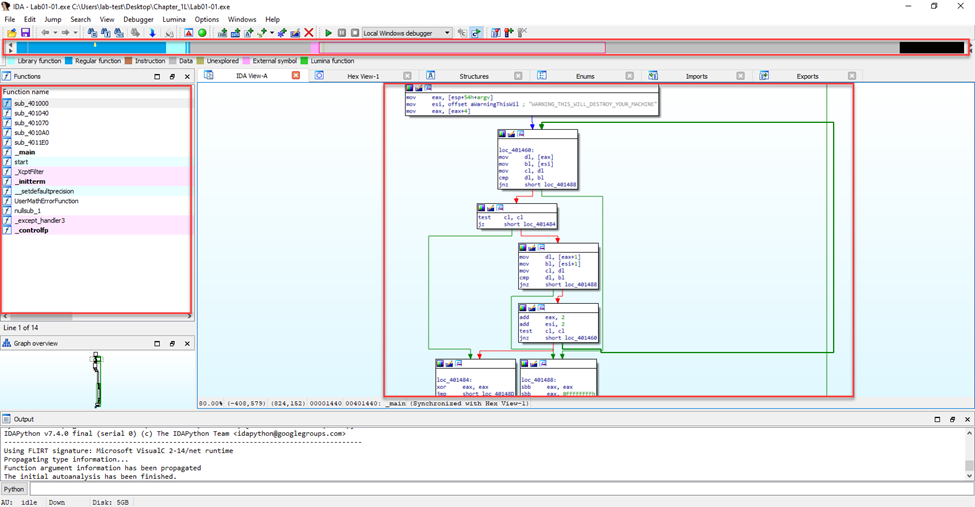 IDA - Lab01-01.exe C:\Users\lab-test\Desktop\Chapter_1L\Lab01-01.exe
File Edit Jump Search View Debugger Lumina Options Windows Help
Local Windows debugger
Library function Regular function Instruction Data Unexplored External symbol Lumina function
Functions
IDA View-A Hex View-1 Structures Enums Imports Exports
Function name
sub_401000
sub_401040
sub_401070
sub_4010A0
sub_4011E0
_main
start
_XcptFilter
_initterm
__setdefaultprecision
UserMathErrorFunction
nullsub_1
_except_handler3
_controlfp
Line 1 of 14
Graph overview
mov eax, [esp+54h+argv]
mov esi, offset aWarningThisWil ; "WARNING_THIS_WILL_DESTROY_YOUR_MACHINE"
mov eax, [eax+4]
loc_401460:
mov dl, [eax]
mov bl, [esi]
mov cl, dl
cmp dl, bl
jnz short loc_401488
test cl, cl
jz short loc_401484
mov dl, [eax+1]
mov bl, [esi+1]
mov cl, dl
cmp dl, bl
jnz short loc_401488
add eax, 2
add esi, 2
test cl, cl
jnz short loc_401460
loc_401484:
xor eax, eax
jmp short loc_40148D
loc_401488:
sbb eax, eax
sbb eax, 0FFFFFFFFh
80.00% (-408,579) (824,152) 00001440 00401440: _main (Synchronized with Hex View-1)
Output
IDAPython v7.4.0 final (serial 0) (c) The IDAPython Team <idapython@googlegroups.com>
Using FLIRT signature: Microsoft VisualC 2-14/net runtime
Propagating type information...
Function argument information has been propagated
The initial autoanalysis has been finished.
Python
AU: idle Down Disk: 5GB